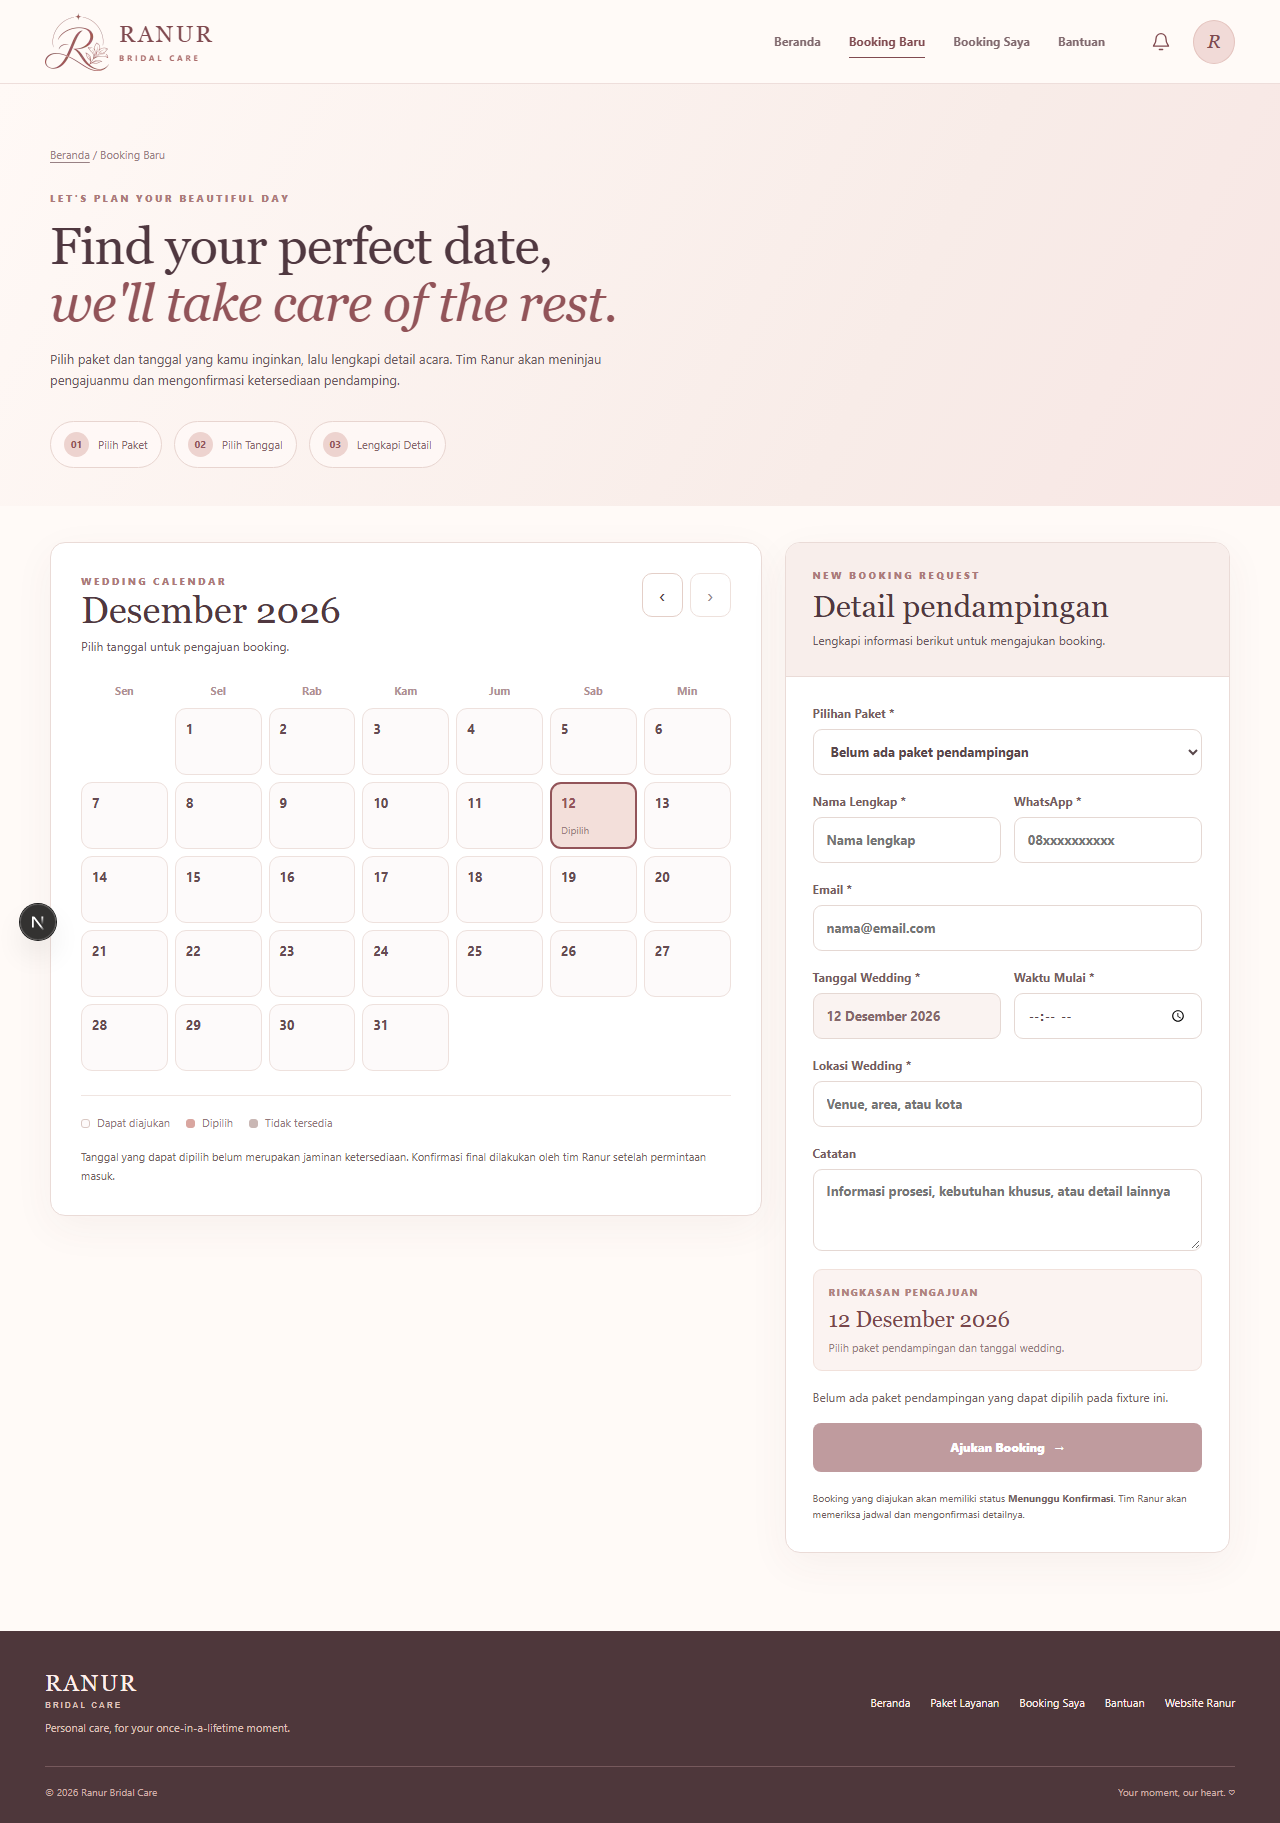 RANUR
BRIDAL CARE
Beranda
Booking Baru
Booking Saya
Bantuan
R
Beranda / Booking Baru
LET'S PLAN YOUR BEAUTIFUL DAY
Find your perfect date,
we'll take care of the rest.
Pilih paket dan tanggal yang kamu inginkan, lalu lengkapi detail acara. Tim Ranur akan meninjau
pengajuanmu dan mengonfirmasi ketersediaan pendamping.
01 Pilih Paket
02 Pilih Tanggal
03 Lengkapi Detail
WEDDING CALENDAR
Desember 2026
‹ ›
Pilih tanggal untuk pengajuan booking.
Sen Sel Rab Kam Jum Sab Min
1 2 3 4 5 6
7 8 9 10 11 12 13
Dipilih
14 15 16 17 18 19 20
21 22 23 24 25 26 27
28 29 30 31
Dapat diajukan
Dipilih
Tidak tersedia
Tanggal yang dapat dipilih belum merupakan jaminan ketersediaan. Konfirmasi final dilakukan oleh tim Ranur setelah permintaan
masuk.
N
NEW BOOKING REQUEST
Detail pendampingan
Lengkapi informasi berikut untuk mengajukan booking.
Pilihan Paket *
Belum ada paket pendampingan
Nama Lengkap * WhatsApp *
Nama lengkap 08xxxxxxxxxx
Email *
nama@email.com
Tanggal Wedding * Waktu Mulai *
12 Desember 2026 --:-- --
Lokasi Wedding *
Venue, area, atau kota
Catatan
Informasi prosesi, kebutuhan khusus, atau detail lainnya
RINGKASAN PENGAJUAN
12 Desember 2026
Pilih paket pendampingan dan tanggal wedding.
Belum ada paket pendampingan yang dapat dipilih pada fixture ini.
Ajukan Booking →
Booking yang diajukan akan memiliki status Menunggu Konfirmasi. Tim Ranur akan
memeriksa jadwal dan mengonfirmasi detailnya.
RANUR
BRIDAL CARE
Personal care, for your once-in-a-lifetime moment.
Beranda
Paket Layanan
Booking Saya
Bantuan
Website Ranur
© 2026 Ranur Bridal Care
Your moment, our heart. ♡